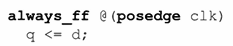 always_ff @(posedge clk)
q <= d;